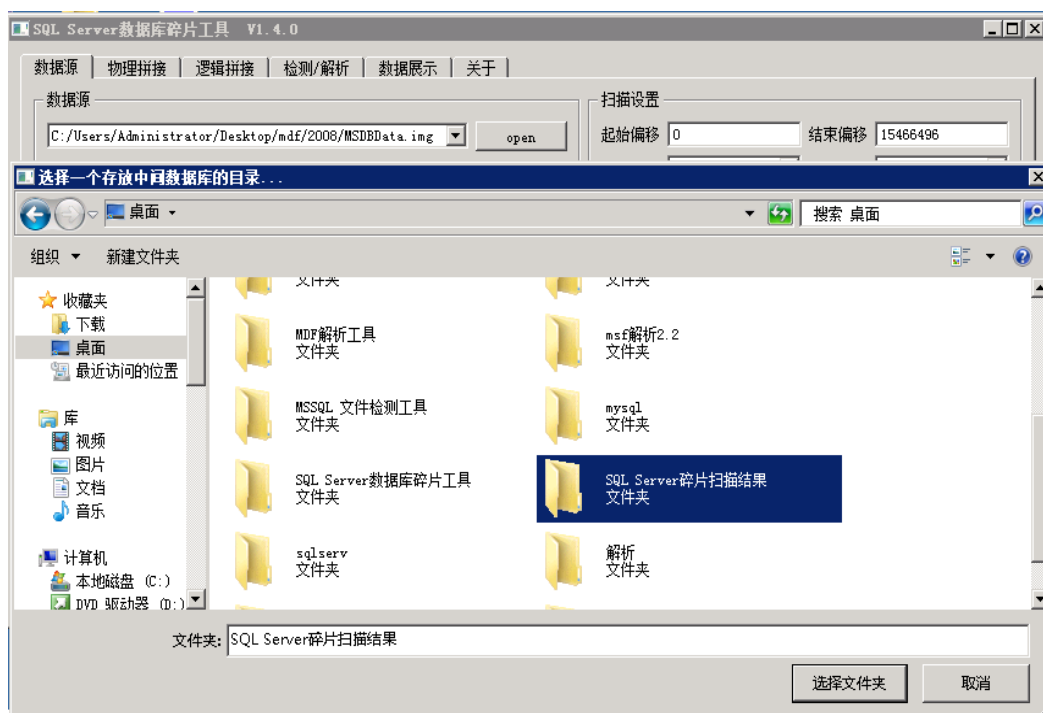 SQL Server数据库碎片工具 V1.4.0
数据源 物理拼接 逻辑拼接 检测/解析 数据展示 关于
数据源
扫描设置
C:/Users/Administrator/Desktop/mdf/2008/MSDBData.img open
起始偏移 0 结束偏移 15466496
选择一个存放中间数据库的目录...
桌面
搜索 桌面
组织 新建文件夹
收藏夹
下载
桌面
最近访问的位置
库
视频
图片
文档
音乐
计算机
本地磁盘 (C:)
DVD 驱动器 (D:)
文件夹 文件夹
MDF解析工具 msf解析2.2
文件夹 文件夹
MSSQL 文件检测工具 mysql
文件夹 文件夹
SQL Server数据库碎片工具 SQL Server碎片扫描结果
文件夹 文件夹
sqlserv 解析
文件夹 文件夹
文件夹: SQL Server碎片扫描结果
选择文件夹 取消